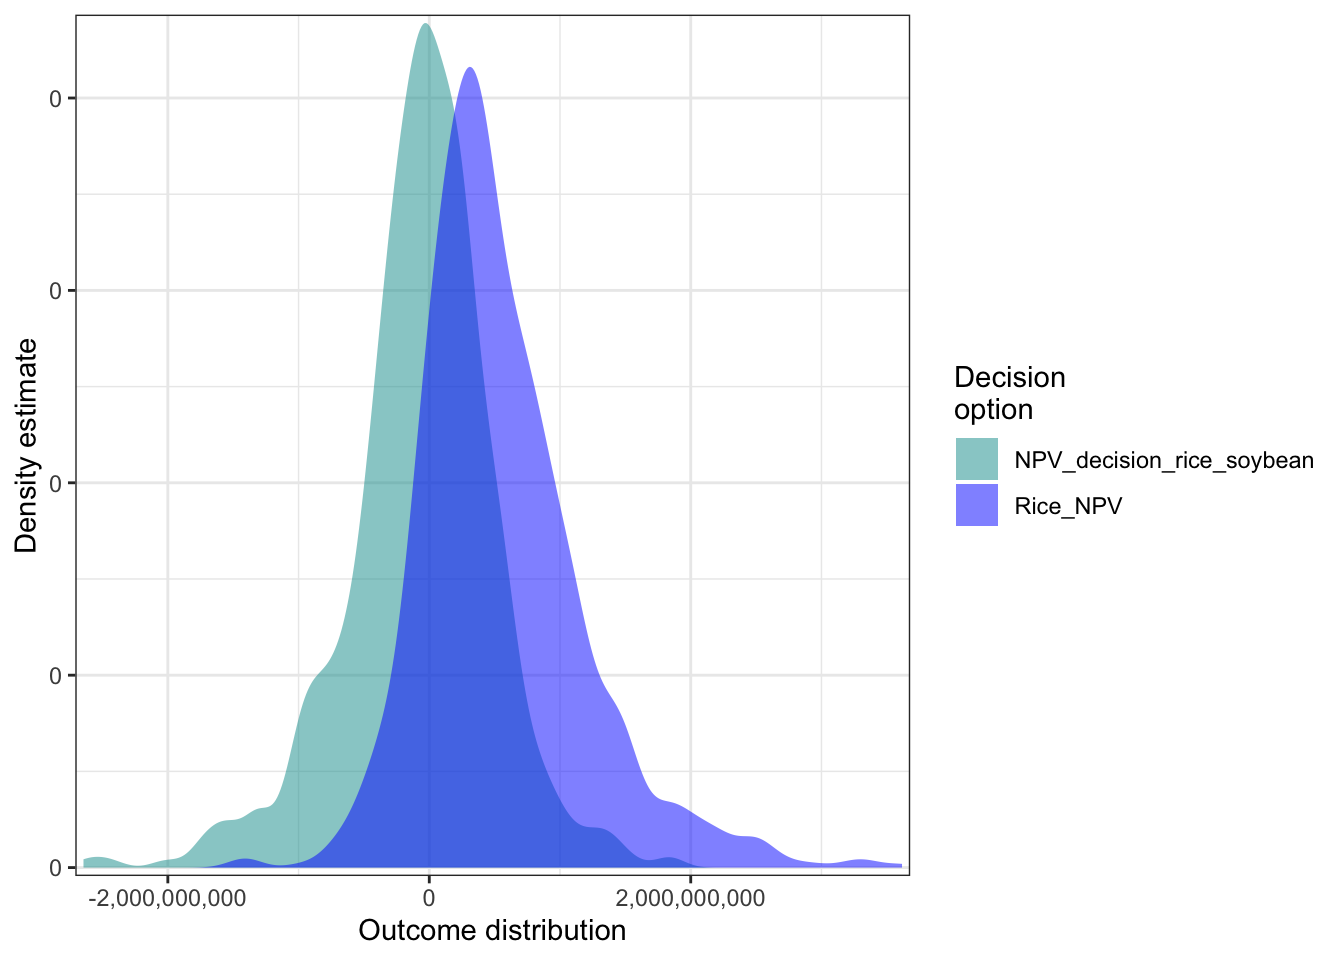 0
0
0
0
0
Density estimate
-2,000,000,000
0
2,000,000,000
Outcome distribution
Decision
option
NPV_decision_rice_soybean
Rice_NPV